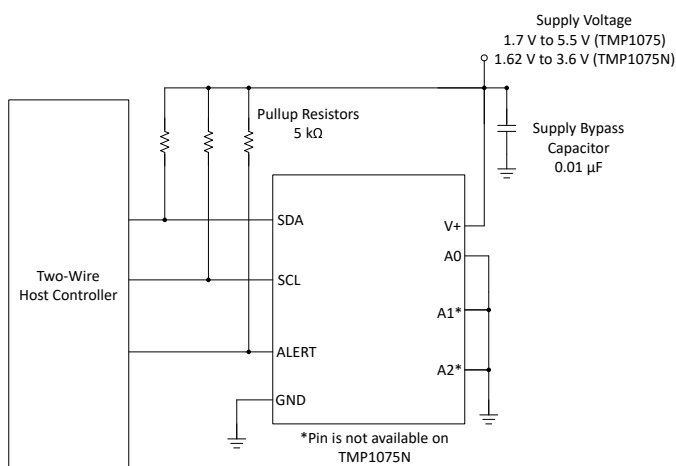 Supply Voltage
1.7 V to 5.5 V (TMP1075)
1.62 V to 3.6 V (TMP1075N)
Pullup Resistors
5 kΩ
Supply Bypass
Capacitor
0.01 µF
Two-Wire
Host Controller
SDA
SCL
ALERT
GND
V+
A0
A1*
A2*
*Pin is not available on
TMP1075N